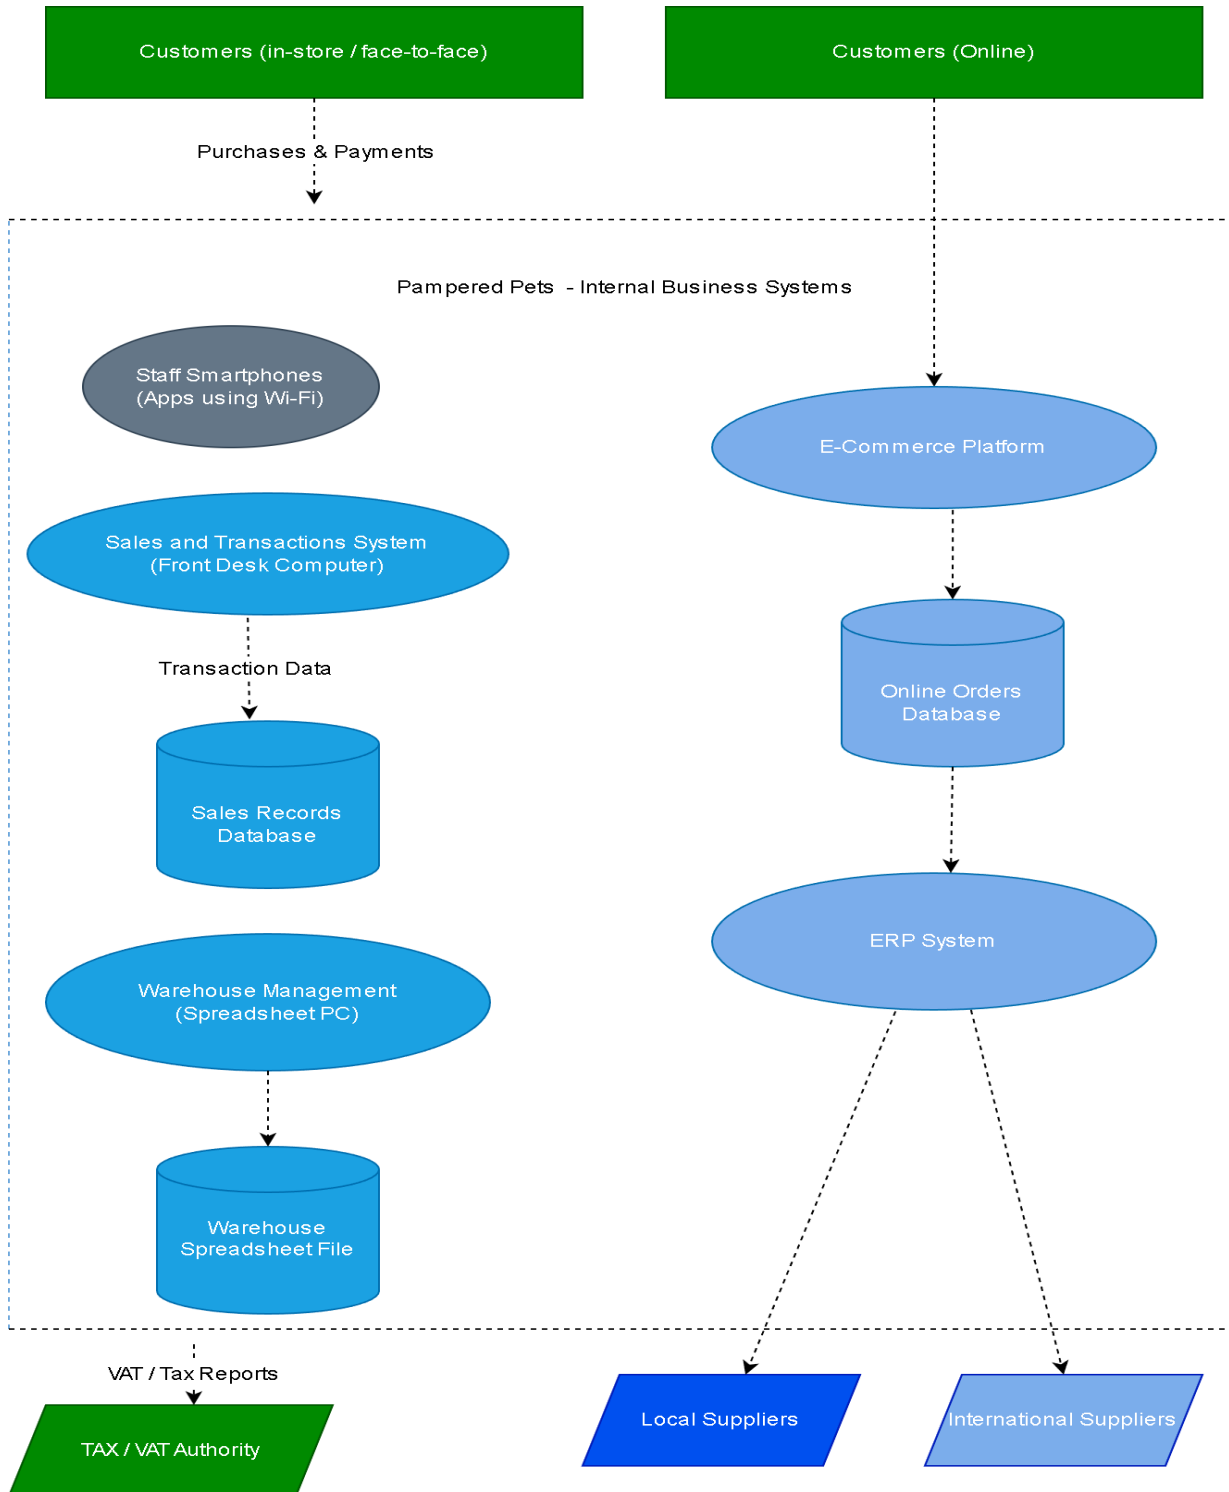 Customers (in-store / face-to-face)
Customers (Online)
Purchases & Payments
Pampered Pets - Internal Business Systems
Staff Smartphones
(Apps using Wi-Fi)
E-Commerce Platform
Sales and Transactions System
(Front Desk Computer)
Transaction Data
Online Orders
Database
Sales Records
Database
ERP System
Warehouse Management
(Spreadsheet PC)
Warehouse
Spreadsheet File
VAT / Tax Reports
Local Suppliers
International Suppliers
TAX / VAT Authority